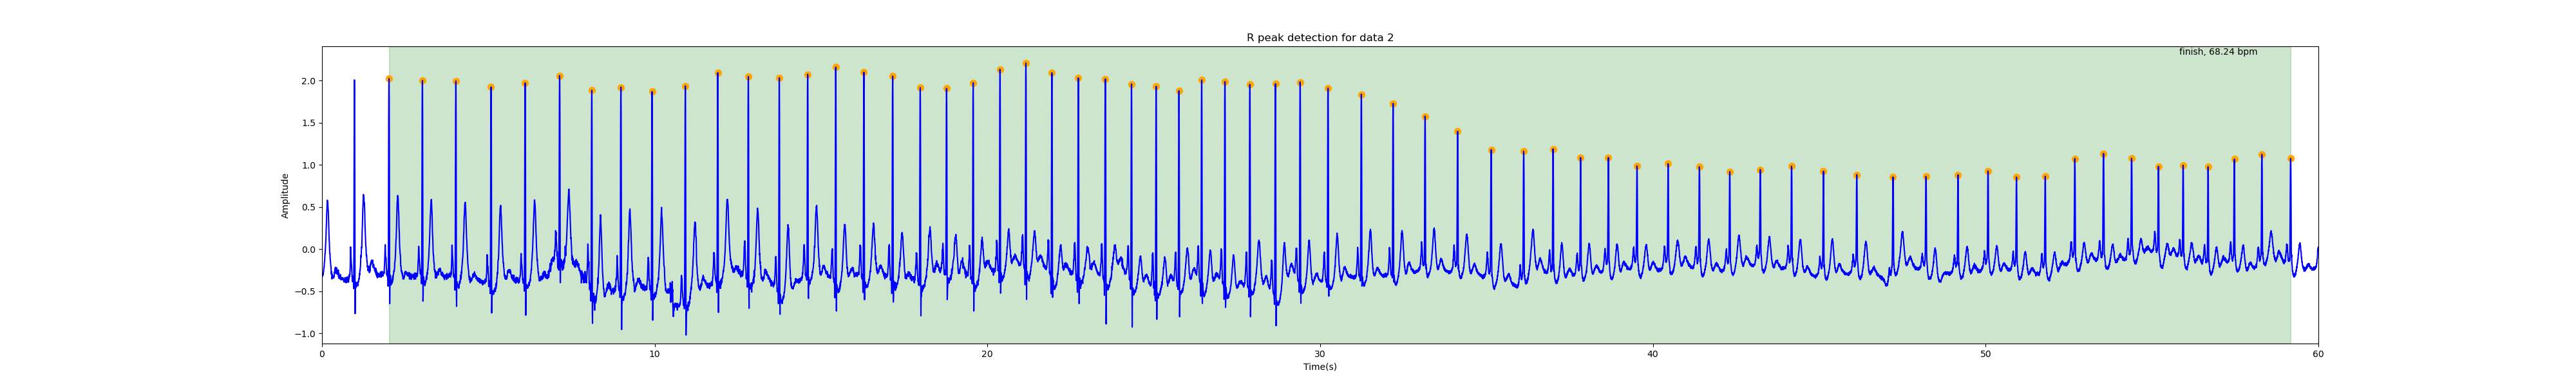 R peak detection for data 2
finish, 68.24 bpm
Amplitude
2.0
1.5
1.0
0.5
0.0
−0.5
−1.0
0 10 20 30 40 50 60
Time(s)